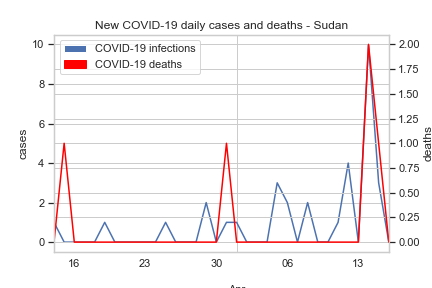 New COVID-19 daily cases and deaths - Sudan
COVID-19 infections
COVID-19 deaths
10
8
6
4
2
0
cases
2.00
1.75
1.50
1.25
1.00
0.75
0.50
0.25
0.00
deaths
16 23 30 06 13